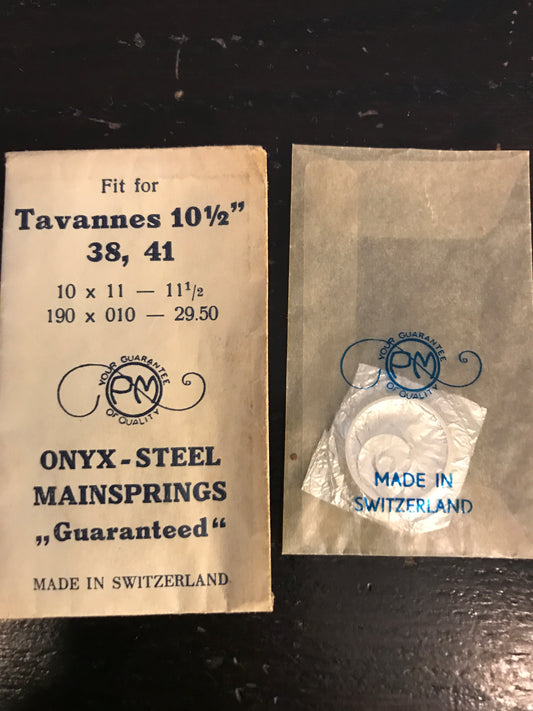 Fit for
Tavannes 10½”
38, 41
10 x 11 — 11½
190 x 010 — 29.50
YOUR GUARANTEE
PM
OF QUALITY
ONYX-STEEL
MAINSPRINGS
„Guaranteed“
MADE IN SWITZERLAND
YOUR GUARANTEE
PM
OF QUALITY
MADE IN
SWITZERLAND